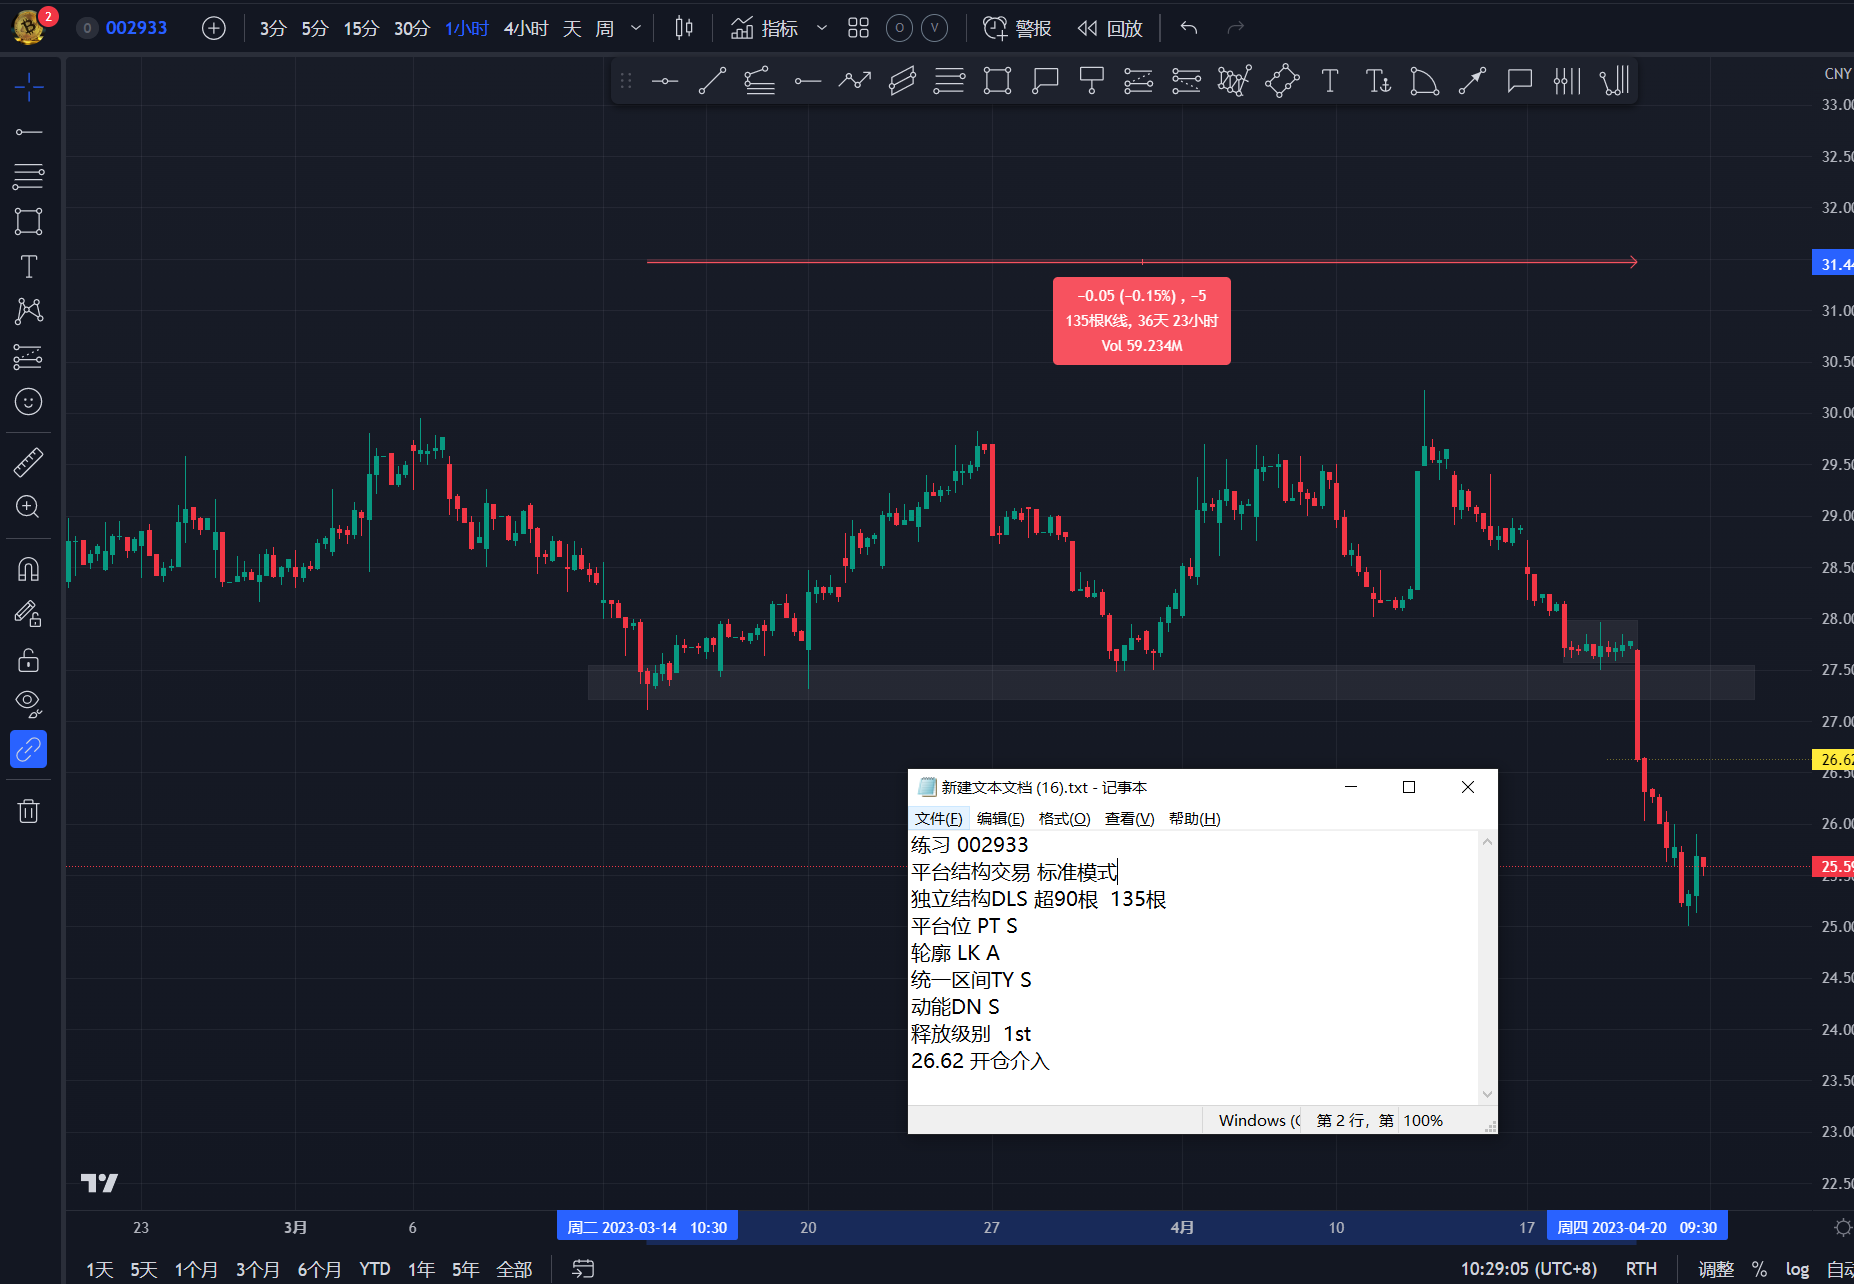 2
0 002933 3分 5分 15分 30分 1小时 4小时 天 周 指标 O V 警报 回放
CNY
33.00
32.50
32.00
31.44
-0.05 (-0.15%) , -5
135根K线, 36天 23小时
Vol 59.234M
31.00
30.50
30.00
29.50
29.00
28.50
28.00
27.50
27.00
26.62
26.50
26.00
25.59
25.00
24.50
24.00
23.50
23.00
22.50
新建文本文档 (16).txt - 记事本
文件(F) 编辑(E) 格式(O) 查看(V) 帮助(H)
练习 002933
平台结构交易 标准模式
独立结构DLS 超90根 135根
平台位 PT S
轮廓 LK A
统一区间TY S
动能DN S
释放级别 1st
26.62 开仓介入
Windows (C 第 2 行，第 100%
23 3月 6 周二 2023-03-14 10:30 20 27 4月 10 17 周四 2023-04-20 09:30
1天 5天 1个月 3个月 6个月 YTD 1年 5年 全部 10:29:05 (UTC+8) RTH 调整 % log 自动